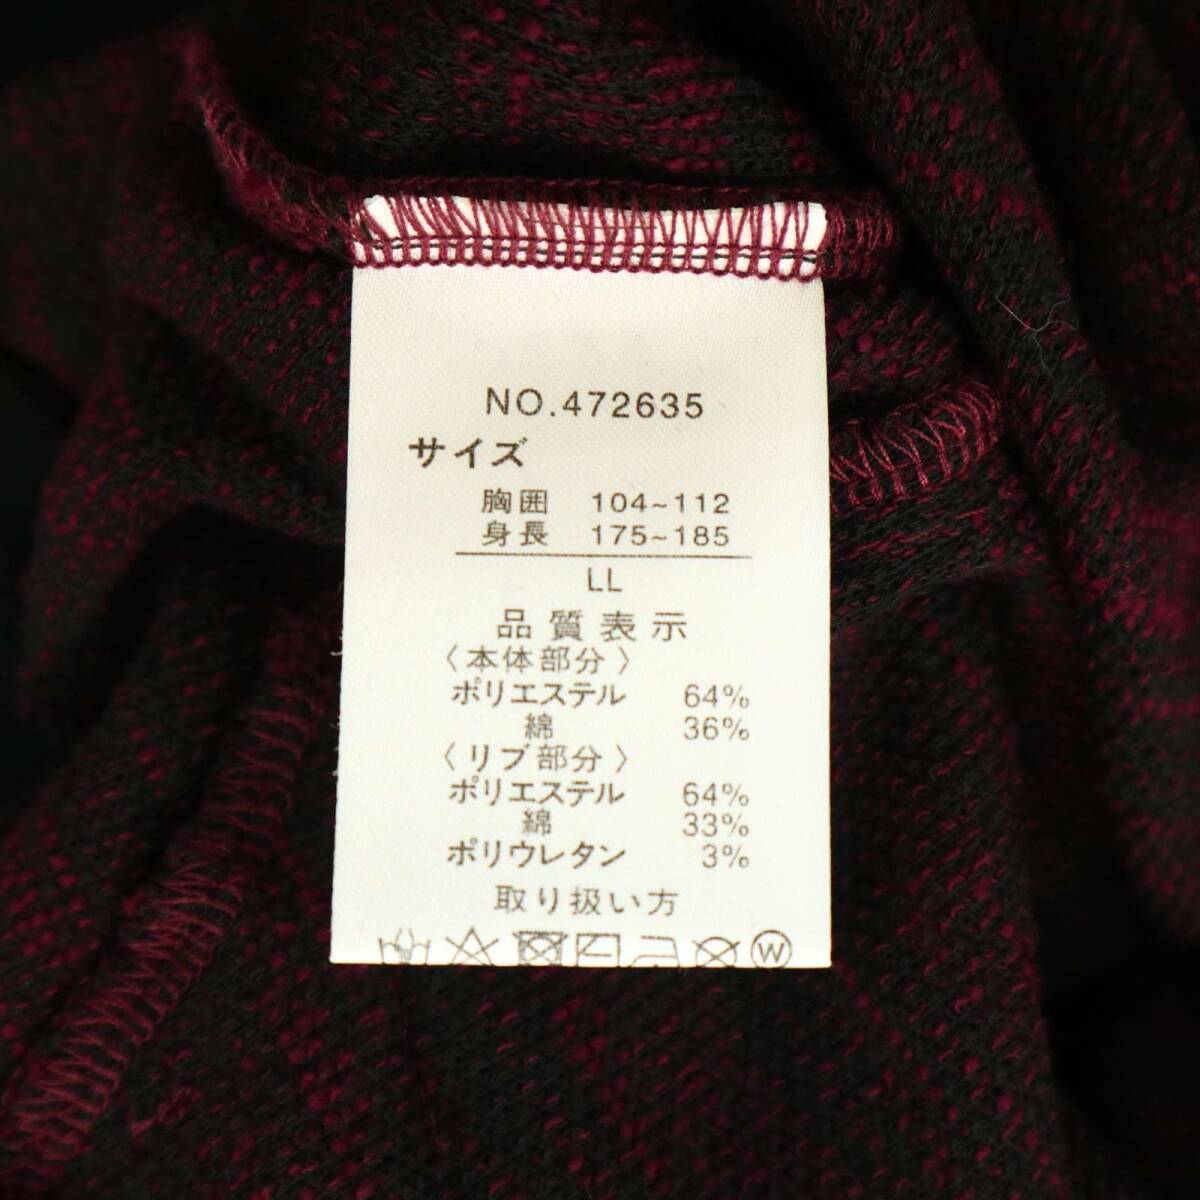 NO.472635
サイズ
胸囲 104~112
身長 175~185
LL
品質表示
〈本体部分〉
ポリエステル 64%
綿 36%
〈リブ部分〉
ポリエステル 64%
綿 33%
ポリウレタン 3%
取り扱い方
W